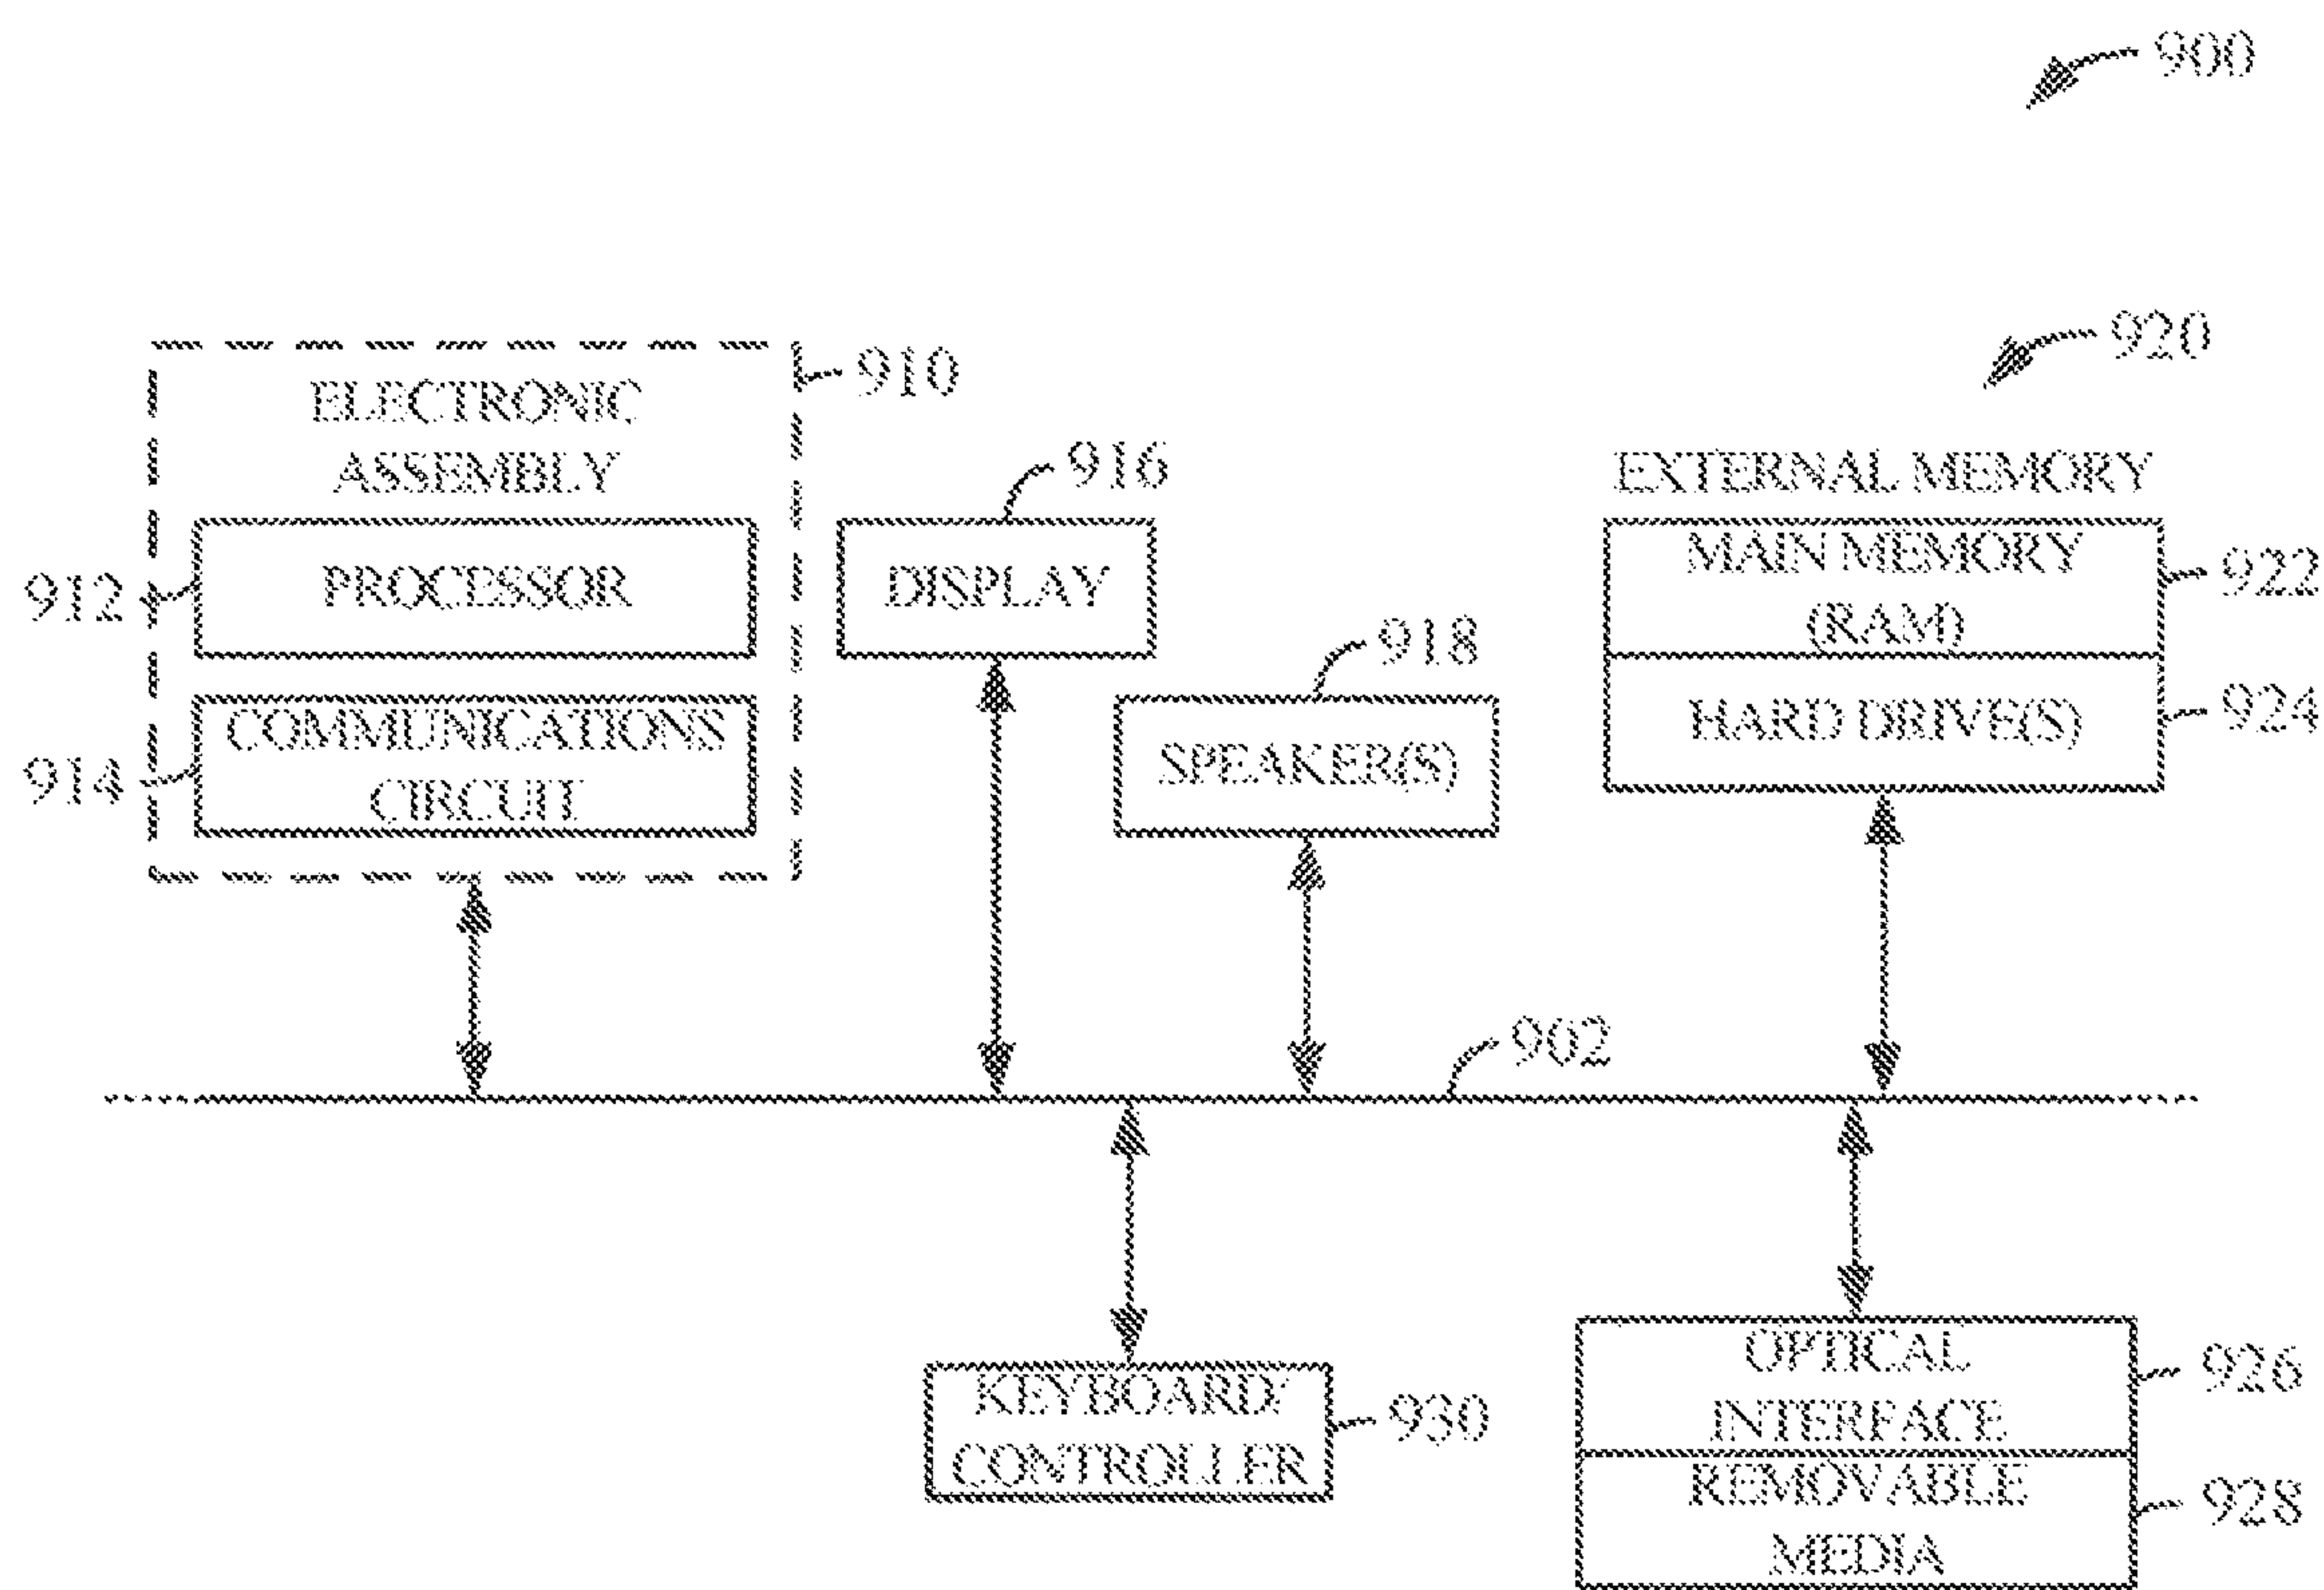 900
920
910
ELECTRONIC
ASSEMBLY
916
EXTERNAL MEMORY
912
PROCESSOR
DISPLAY
MAIN MEMORY
(RAM)
922
918
914
COMMUNICATIONS
CIRCUIT
SPEAKER(S)
HARD DRIVE(S)
924
902
KEYBOARD/
CONTROLLER
930
OPTICAL
INTERFACE
926
REMOVABLE
MEDIA
928